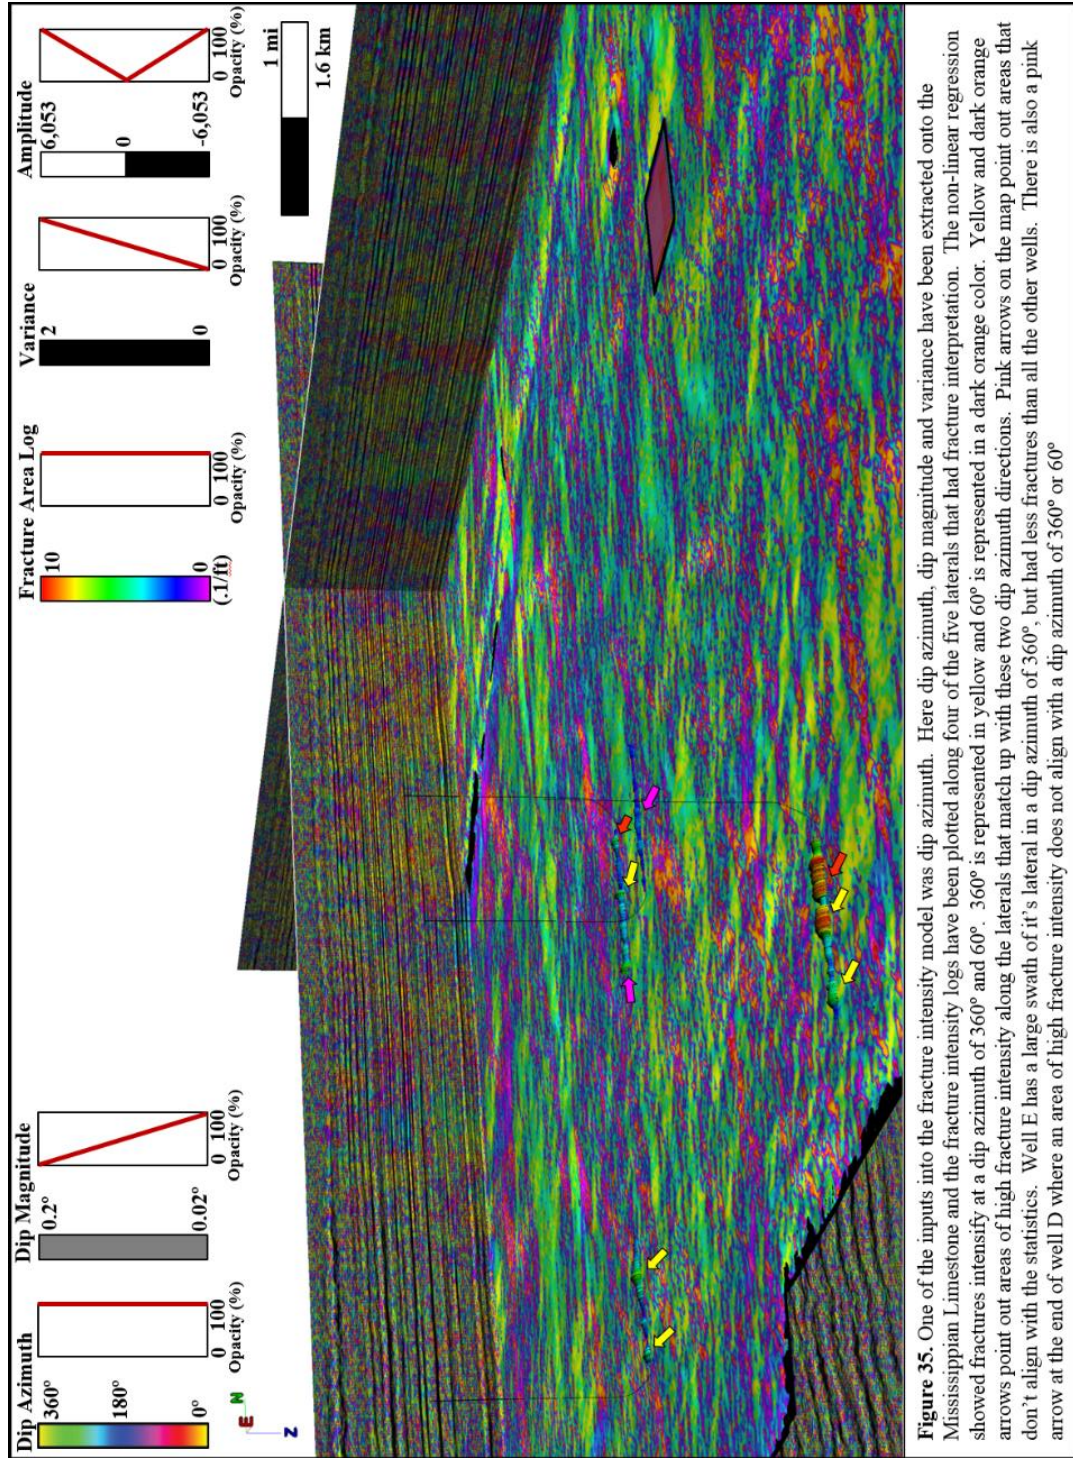 Dip Azimuth
360°
180°
0°
0 100
Opacity (%)
Dip Magnitude
0.2°
0.02°
0 100
Opacity (%)
Fracture Area Log
10
0
(.1/ft)
0 100
Opacity (%)
Variance
2
0
0 100
Opacity (%)
Amplitude
6,053
0
-6,053
0 100
Opacity (%)
E N
Z
1 mi
1.6 km
Figure 35. One of the inputs into the fracture intensity model was dip azimuth. Here dip azimuth, dip magnitude and variance have been extracted onto the
Mississippian Limestone and the fracture intensity logs have been plotted along four of the five laterals that had fracture interpretation. The non-linear regression
showed fractures intensify at a dip azimuth of 360° and 60°. 360° is represented in yellow and 60° is represented in a dark orange color. Yellow and dark orange
arrows point out areas of high fracture intensity along the laterals that match up with these two dip azimuth directions. Pink arrows on the map point out areas that
don't align with the statistics. Well E has a large swath of it's lateral in a dip azimuth of 360°, but had less fractures than all the other wells. There is also a pink
arrow at the end of well D where an area of high fracture intensity does not align with a dip azimuth of 360° or 60°